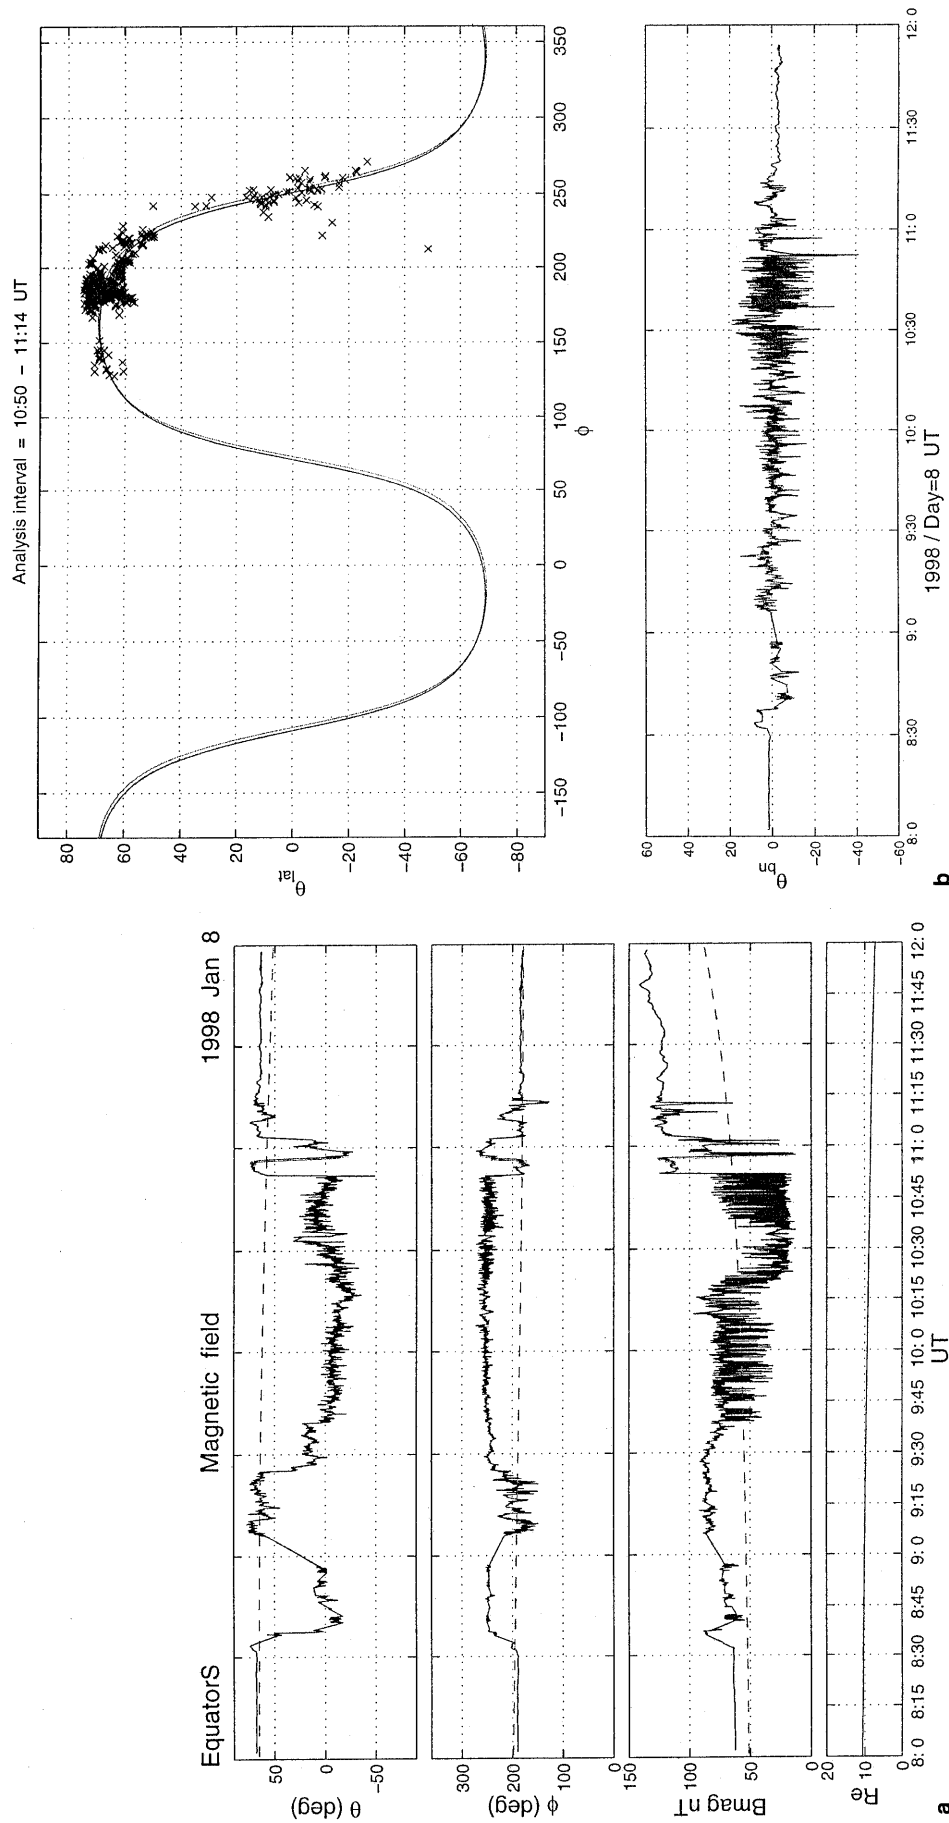 EquatorS Magnetic field 1998 Jan 8
50
0
−50
θ (deg)
300
200
100
0
φ (deg)
150
100
50
0
Bmag nT
20
10
0
Re
8: 0 8:15 8:30 8:45 9: 0 9:15 9:30 9:45 10: 0 10:15 10:30 10:45 11: 0 11:15 11:30 11:45 12: 0
UT
a
Analysis interval = 10:50 − 11:14 UT
80
60
40
20
0
−20
−40
−60
−80
θlat
−150 −100 −50 0 50 100 150 200 250 300 350
φ
60
40
20
0
−20
−40
−60
θbn
8: 0 8:30 9: 0 9:30 10: 0 10:30 11: 0 11:30 12: 0
1998 / Day=8 UT
b